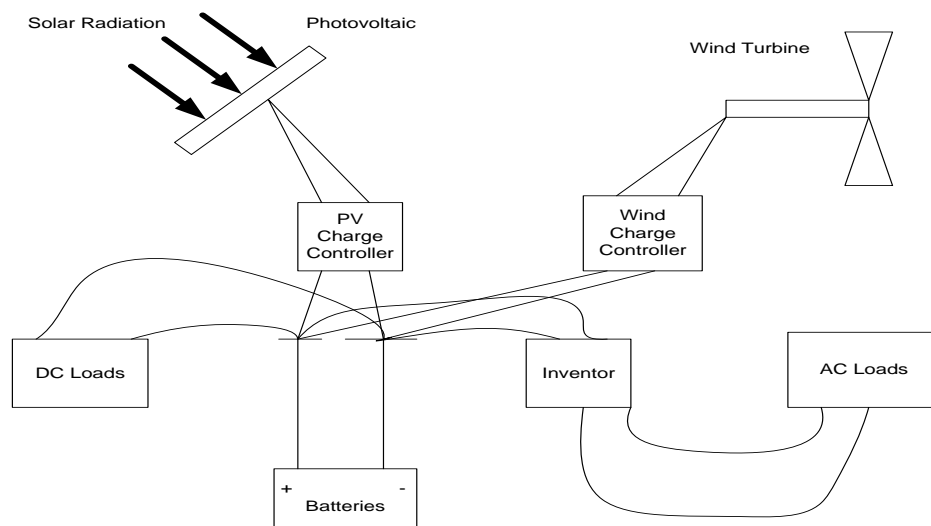 Solar Radiation
Photovoltaic
Wind Turbine
PV
Charge
Controller
Wind
Charge
Controller
DC Loads
Inventor
AC Loads
+ -
Batteries